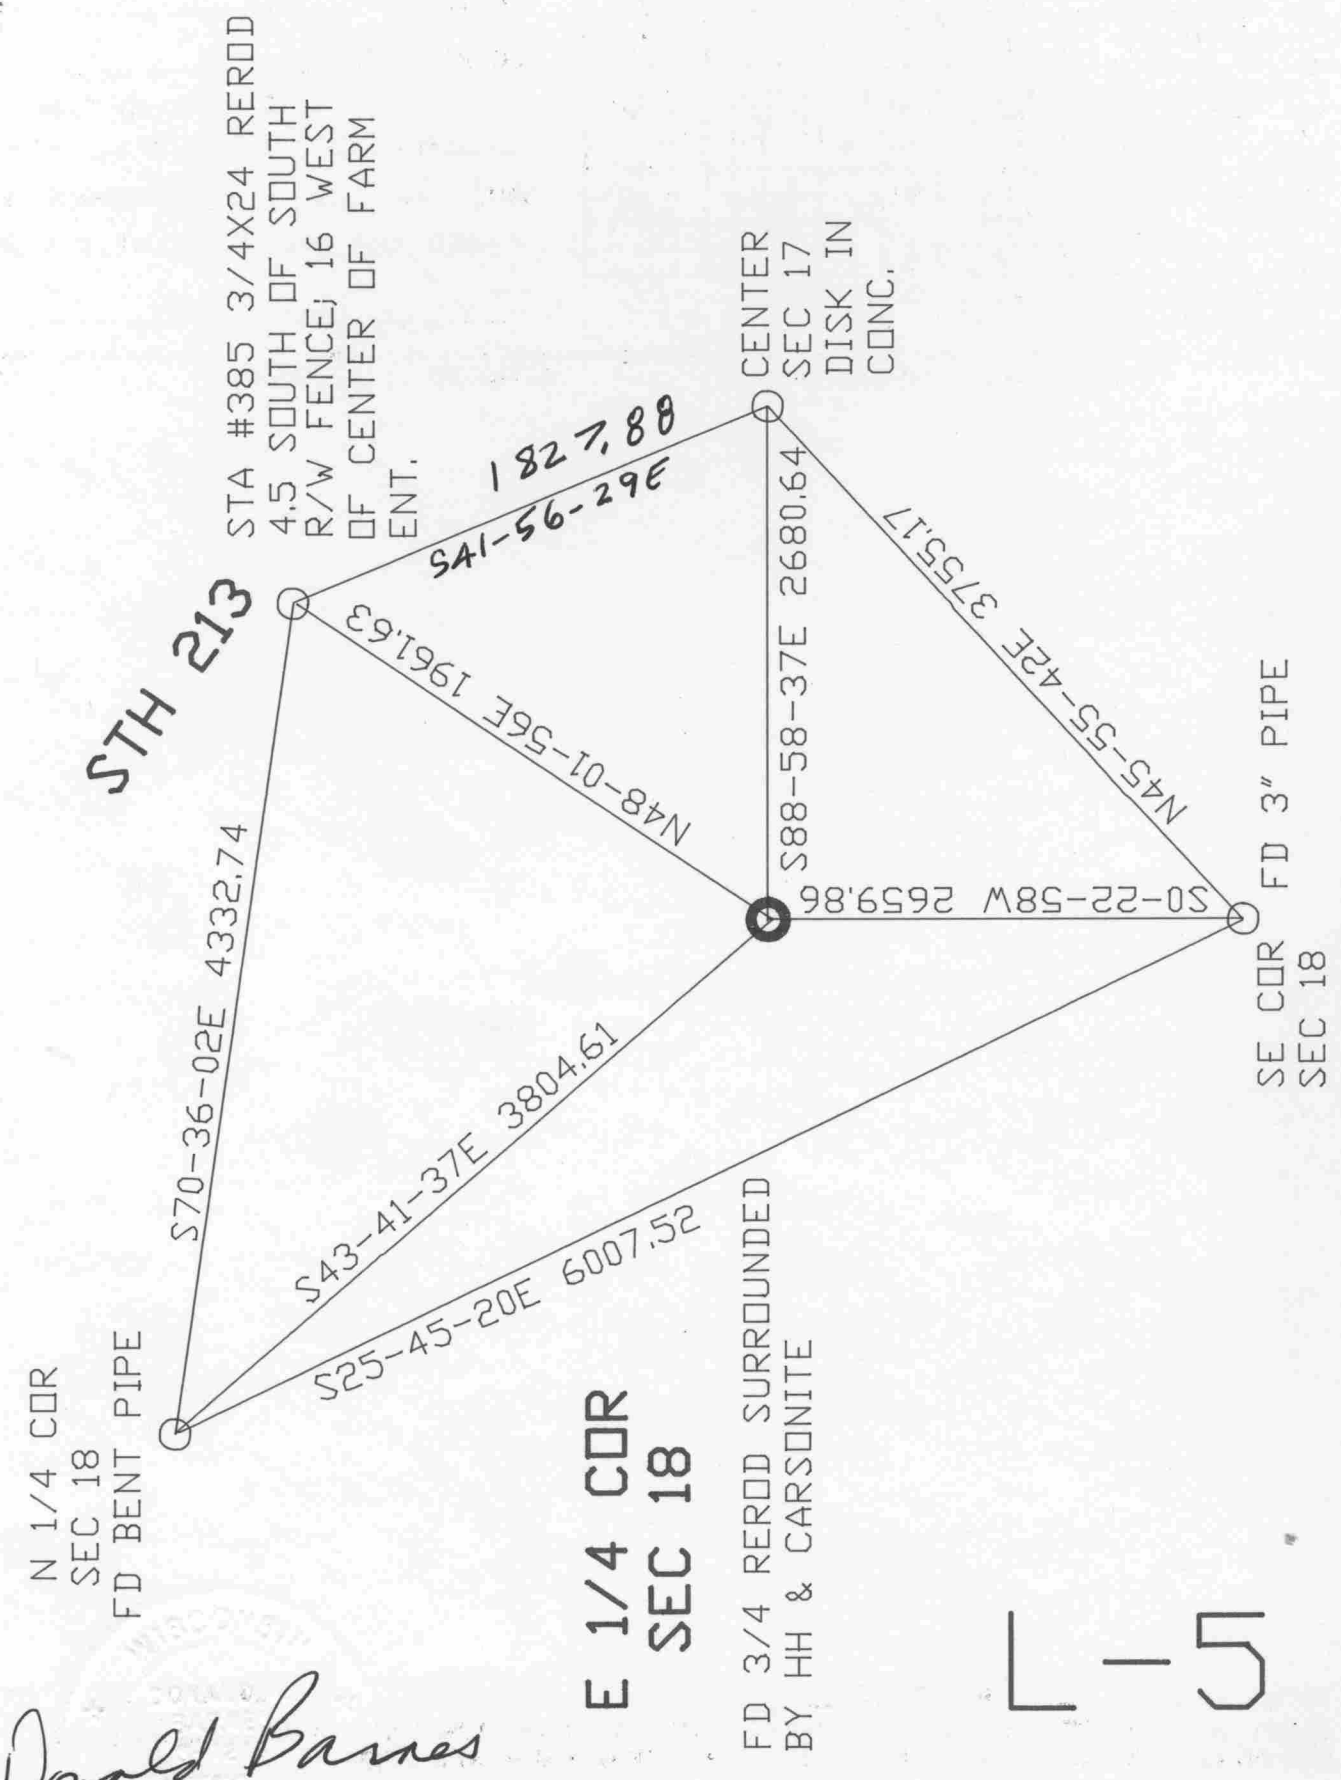 N 1/4 COR
SEC 18
FD BENT PIPE
STH 213
STA #385 3/4X24 REROD
4.5 SOUTH OF SOUTH
R/W FENCE; 16 WEST
OF CENTER OF FARM
ENT.
S70-36-02E 4332.74
S43-41-37E 3804.61
S25-45-20E 6007.52
N48-01-56E 1961.63
1827.88
S41-56-29E
S88-58-37E 2680.64
S0-22-58W 2659.86
N45-55-42E 3755.17
CENTER
SEC 17
DISK IN
CONC.
E 1/4 COR
SEC 18
FD 3/4 REROD SURROUNDED
BY HH & CARSONITE
SE COR
SEC 18
FD 3" PIPE
L-5
Donald Barnes